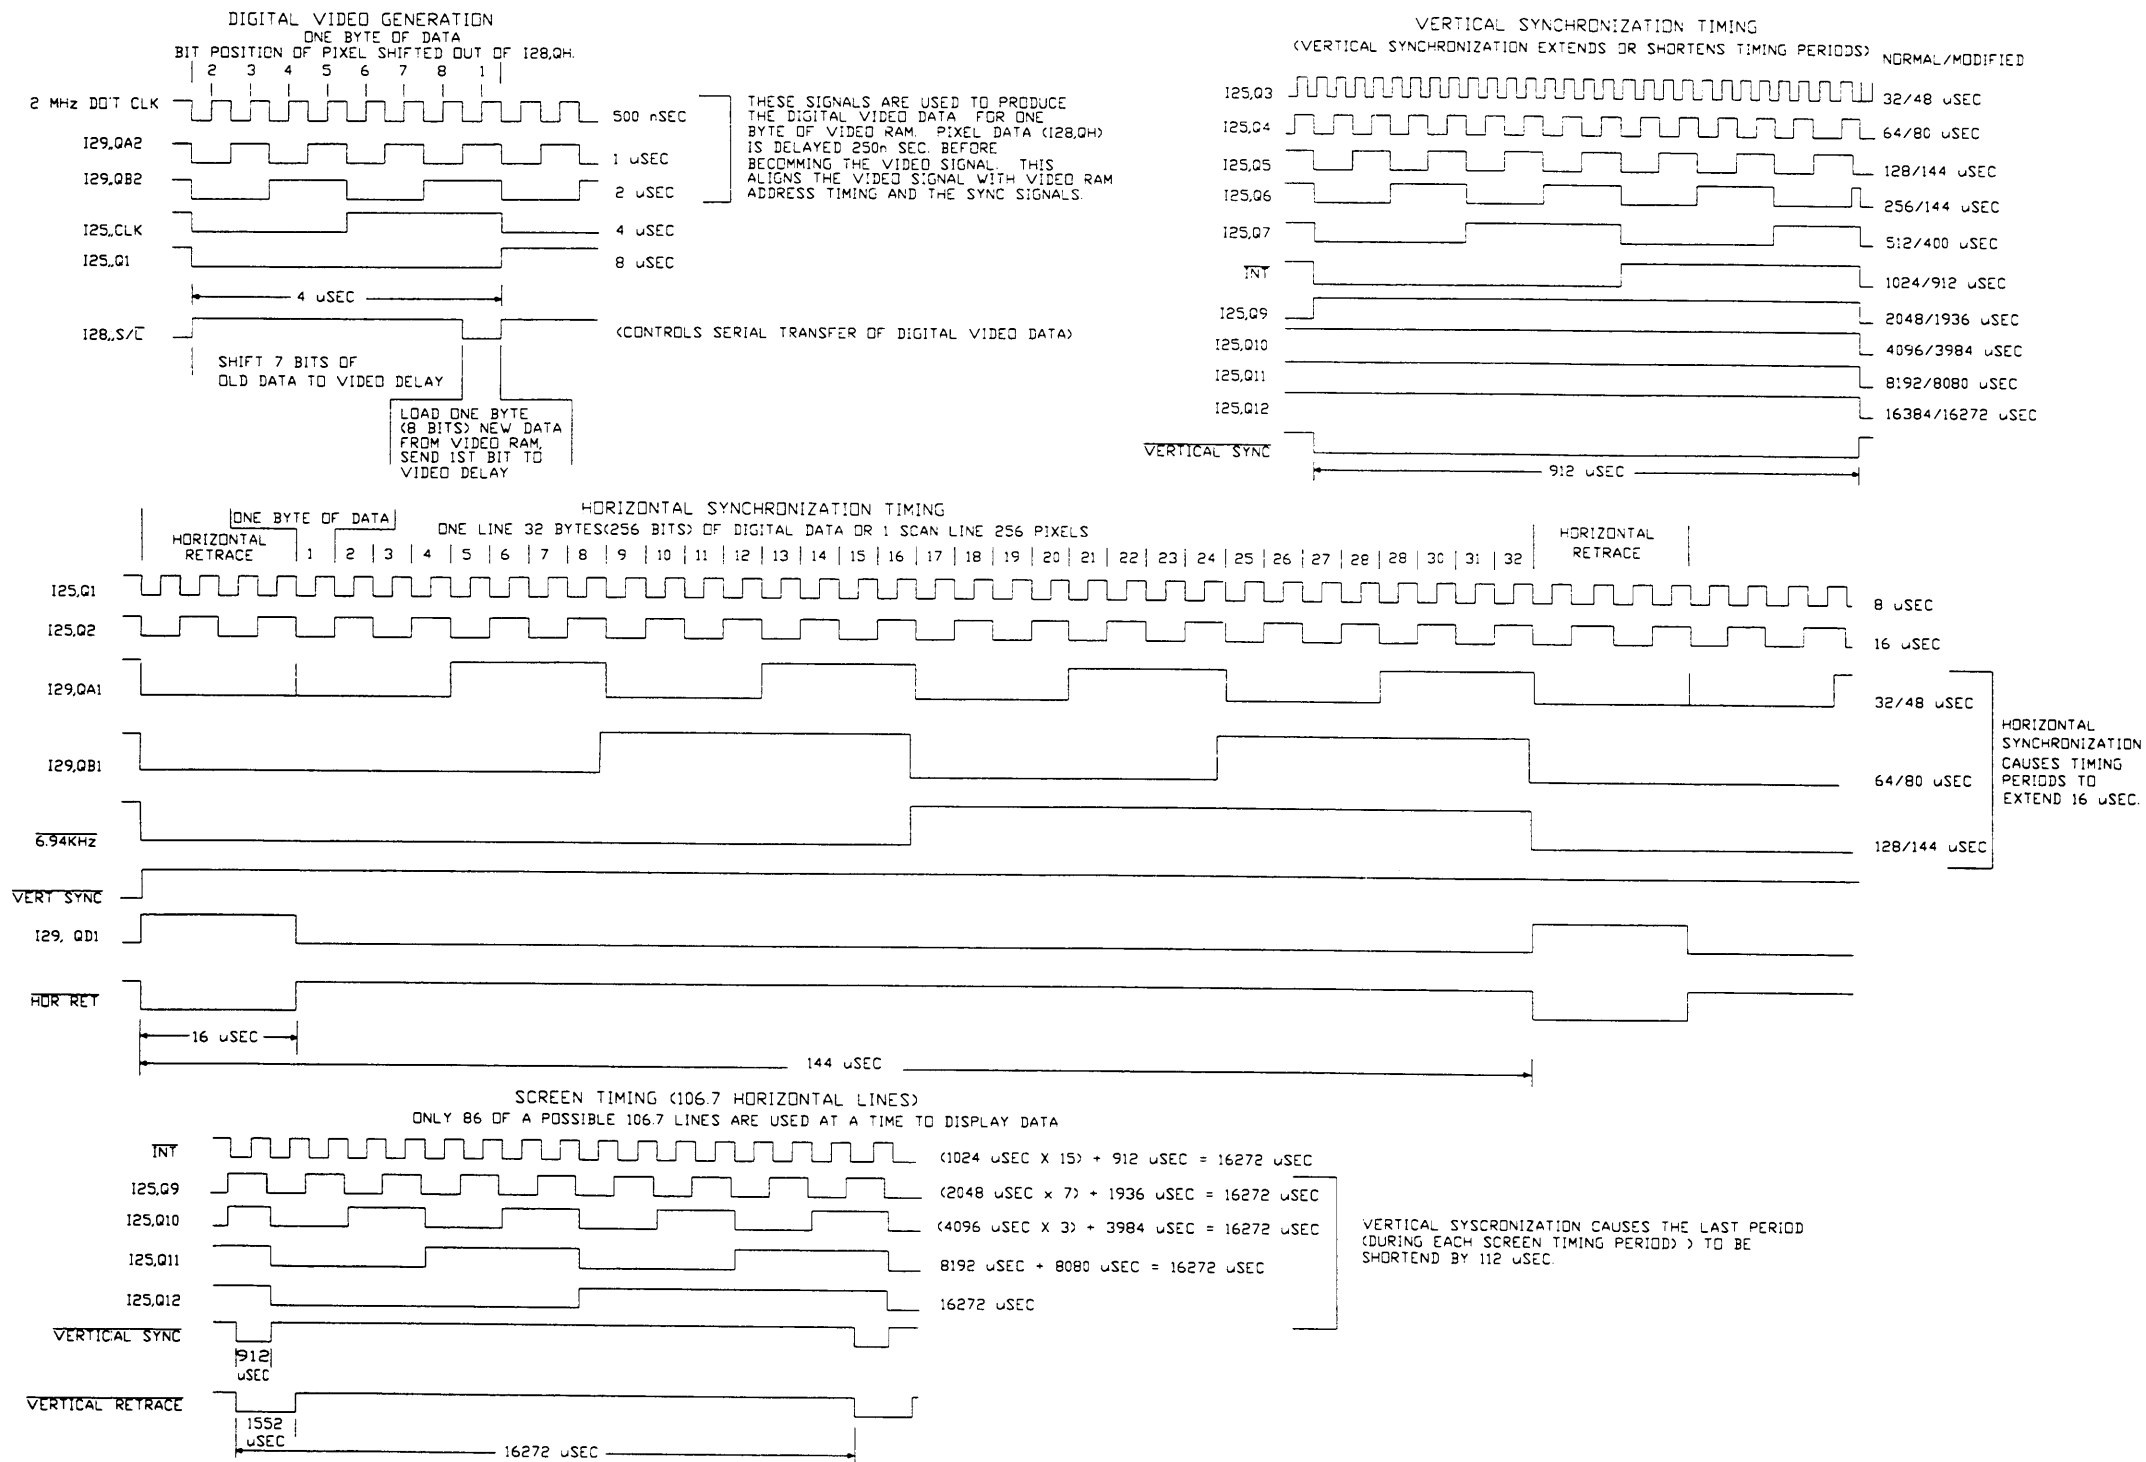 DIGITAL VIDEO GENERATION
ONE BYTE OF DATA
BIT POSITION OF PIXEL SHIFTED OUT OF I28,QH.
2 3 4 5 6 7 8 1
2 MHz DO'T CLK
500 nSEC
I29,,QA2
1 uSEC
I29,,QB2
2 uSEC
I25,,CLK
4 uSEC
I25,,Q1
8 uSEC
4 uSEC
I28,,S/L
(CONTROLS SERIAL TRANSFER OF DIGITAL VIDEO DATA)
SHIFT 7 BITS OF
OLD DATA TO VIDEO DELAY
LOAD ONE BYTE
(8 BITS) NEW DATA
FROM VIDEO RAM,
SEND 1ST BIT TO
VIDEO DELAY
THESE SIGNALS ARE USED TO PRODUCE
THE DIGITAL VIDEO DATA FOR ONE
BYTE OF VIDEO RAM. PIXEL DATA (I28,QH)
IS DELAYED 250n SEC. BEFORE
BECOMMING THE VIDEO SIGNAL. THIS
ALIGNS THE VIDEO SIGNAL WITH VIDEO RAM
ADDRESS TIMING AND THE SYNC SIGNALS.
VERTICAL SYNCHRONIZATION TIMING
(VERTICAL SYNCHRONIZATION EXTENDS OR SHORTENS TIMING PERIODS)
NORMAL/MODIFIED
I25,Q3
32/48 uSEC
I25,Q4
64/80 uSEC
I25,Q5
128/144 uSEC
I25,Q6
256/144 uSEC
I25,Q7
512/400 uSEC
INT
1024/912 uSEC
I25,Q9
2048/1936 uSEC
I25,Q10
4096/3984 uSEC
I25,Q11
8192/8080 uSEC
I25,Q12
16384/16272 uSEC
VERTICAL SYNC
912 uSEC
HORIZONTAL SYNCHRONIZATION TIMING
ONE LINE 32 BYTES(256 BITS) OF DIGITAL DATA OR 1 SCAN LINE 256 PIXELS
ONE BYTE OF DATA
HORIZONTAL
RETRACE
1 2 3 4 5 6 7 8 9 10 11 12 13 14 15 16 17 18 19 20 21 22 23 24 25 26 27 28 28 30 31 32
HORIZONTAL
RETRACE
I25,Q1
8 uSEC
I25,Q2
16 uSEC
I29,QA1
32/48 uSEC
I29,QB1
64/80 uSEC
6.94KHz
128/144 uSEC
HORIZONTAL
SYNCHRONIZATION
CAUSES TIMING
PERIODS TO
EXTEND 16 uSEC.
VERT SYNC
I29, QD1
HOR RET
16 uSEC
144 uSEC
SCREEN TIMING (106.7 HORIZONTAL LINES)
ONLY 86 OF A POSSIBLE 106.7 LINES ARE USED AT A TIME TO DISPLAY DATA
INT
(1024 uSEC X 15) + 912 uSEC = 16272 uSEC
I25,Q9
(2048 uSEC x 7) + 1936 uSEC = 16272 uSEC
I25,Q10
(4096 uSEC X 3) + 3984 uSEC = 16272 uSEC
I25,Q11
8192 uSEC + 8080 uSEC = 16272 uSEC
I25,Q12
16272 uSEC
VERTICAL SYNC
912
uSEC
VERTICAL RETRACE
1552
uSEC
16272 uSEC
VERTICAL SYSCRONIZATION CAUSES THE LAST PERIOD
(DURING EACH SCREEN TIMING PERIOD) ) TO BE
SHORTEND BY 112 uSEC.